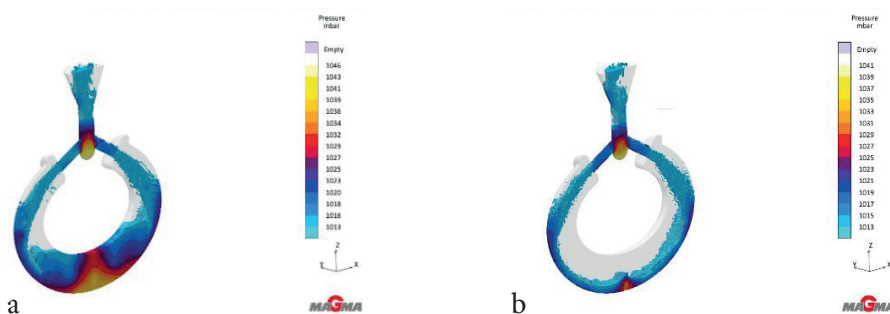 Pressure
mbar
Empty
1046
1043
1041
1039
1036
1034
1032
1029
1027
1025
1022
1020
1018
1016
1013
Z
Y X
MAGMA
a
Pressure
mbar
Empty
1041
1039
1037
1035
1033
1031
1029
1027
1025
1023
1021
1019
1017
1015
1013
Z
Y X
MAGMA
b